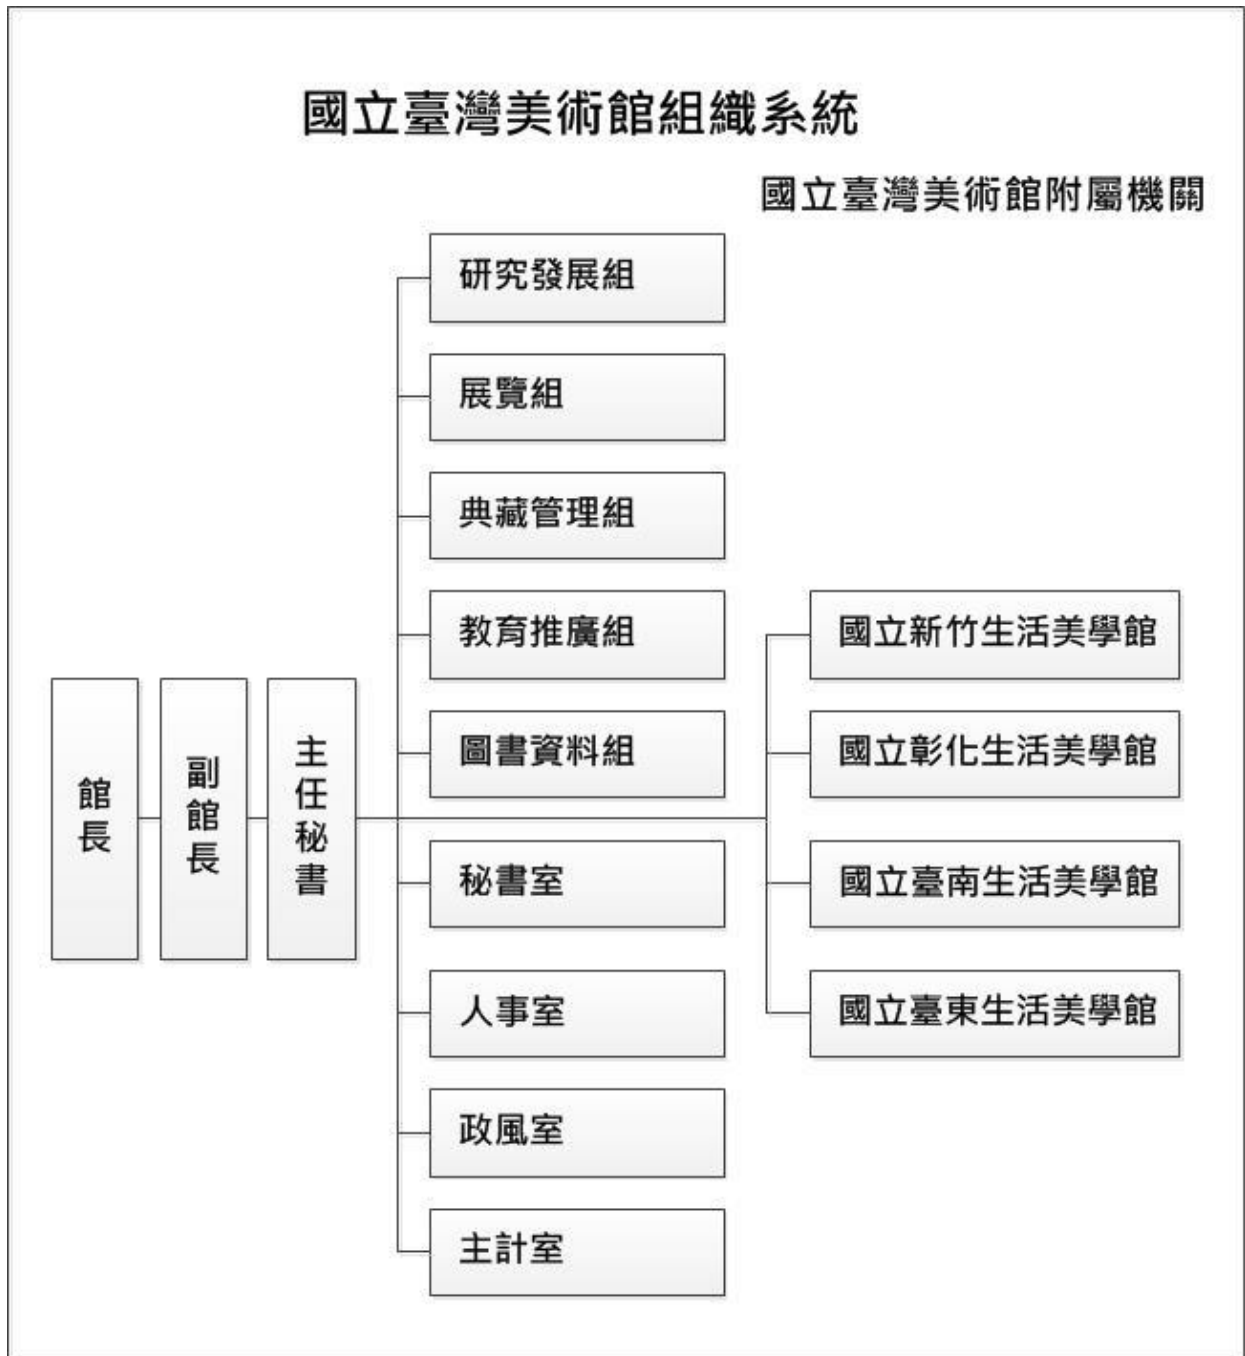 國立臺灣美術館組織系統
國立臺灣美術館附屬機關
館長
副館長
主任秘書
研究發展組
展覽組
典藏管理組
教育推廣組
圖書資料組
秘書室
人事室
政風室
主計室
國立新竹生活美學館
國立彰化生活美學館
國立臺南生活美學館
國立臺東生活美學館